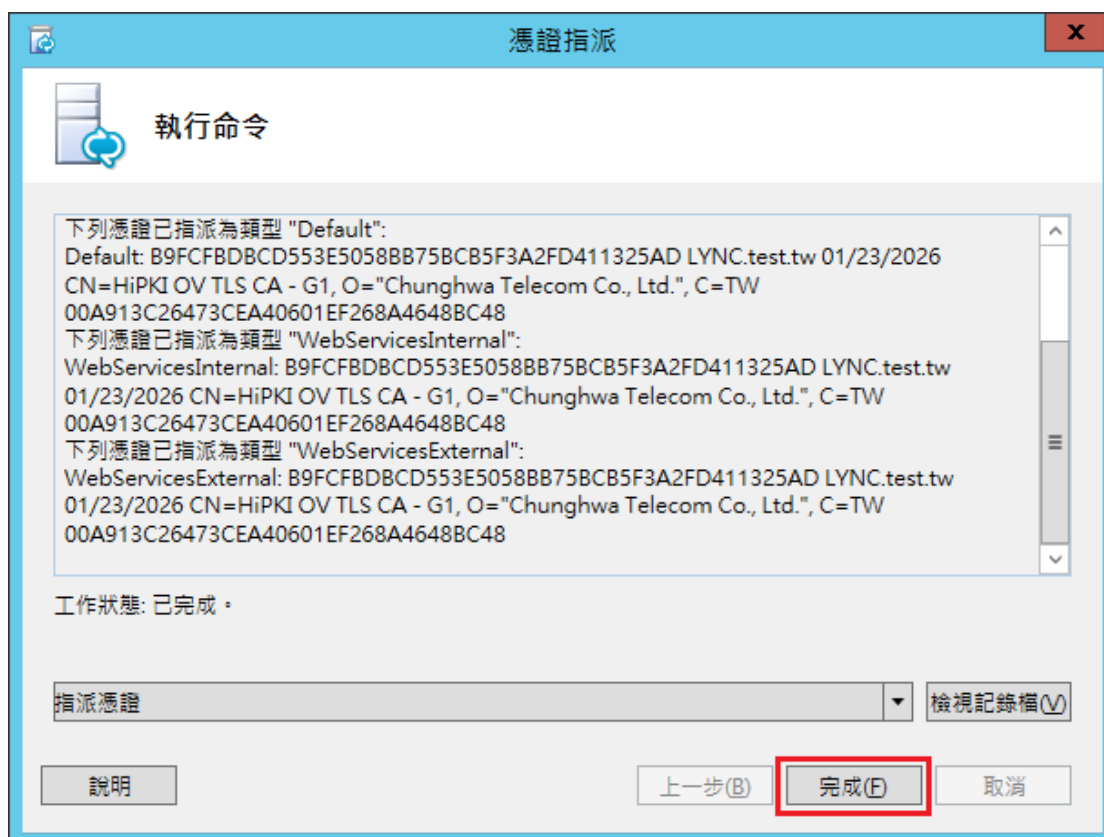 憑證指派
x
執行命令
下列憑證已指派為類型 "Default":
Default: B9FCFBDBCD553E5058BB75BCB5F3A2FD411325AD LYNC.test.tw 01/23/2026
CN=HiPKI OV TLS CA - G1, O="Chunghwa Telecom Co., Ltd.", C=TW
00A913C26473CEA40601EF268A4648BC48
下列憑證已指派為類型 "WebServicesInternal":
WebServicesInternal: B9FCFBDBCD553E5058BB75BCB5F3A2FD411325AD LYNC.test.tw
01/23/2026 CN=HiPKI OV TLS CA - G1, O="Chunghwa Telecom Co., Ltd.", C=TW
00A913C26473CEA40601EF268A4648BC48
下列憑證已指派為類型 "WebServicesExternal":
WebServicesExternal: B9FCFBDBCD553E5058BB75BCB5F3A2FD411325AD LYNC.test.tw
01/23/2026 CN=HiPKI OV TLS CA - G1, O="Chunghwa Telecom Co., Ltd.", C=TW
00A913C26473CEA40601EF268A4648BC48
工作狀態: 已完成。
指派憑證
檢視記錄檔(V)
說明
上一步(B)
完成(F)
取消